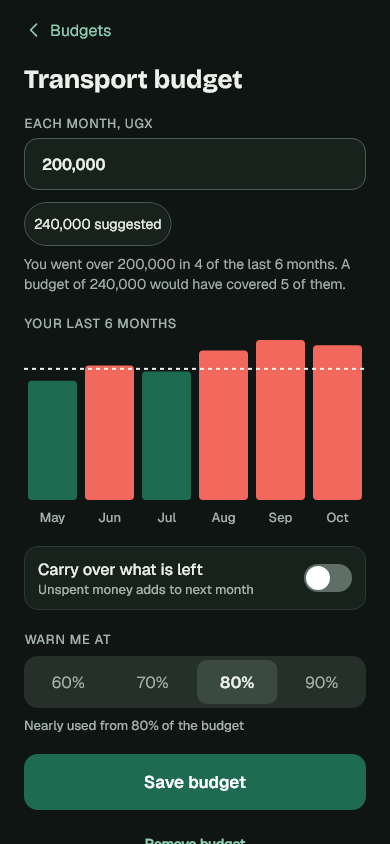 Budgets
Transport budget
EACH MONTH, UGX
200,000
240,000 suggested
You went over 200,000 in 4 of the last 6 months. A
budget of 240,000 would have covered 5 of them.
YOUR LAST 6 MONTHS
May Jun Jul Aug Sep Oct
Carry over what is left
Unspent money adds to next month
WARN ME AT
60% 70% 80% 90%
Nearly used from 80% of the budget
Save budget
Remove budget